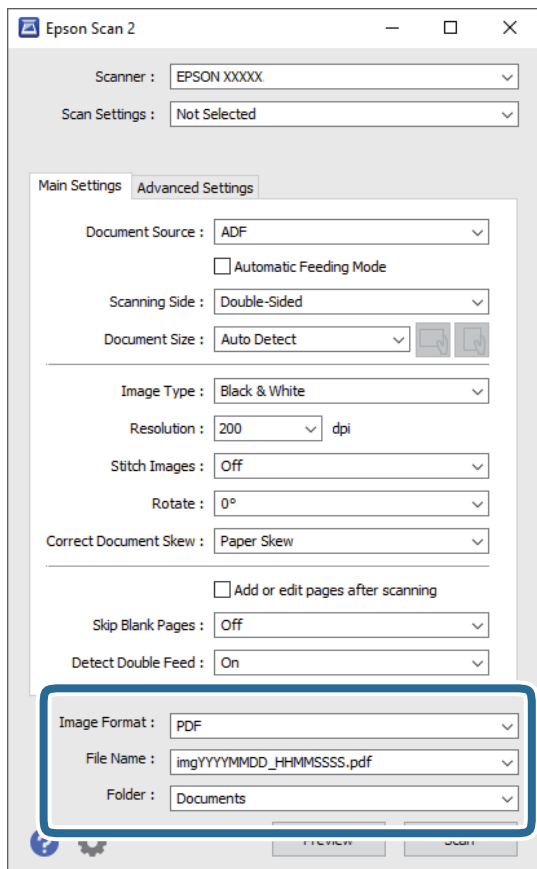 Epson Scan 2
Scanner : EPSON XXXXX
Scan Settings : Not Selected
Main Settings Advanced Settings
Document Source : ADF
Automatic Feeding Mode
Scanning Side : Double-Sided
Document Size : Auto Detect
Image Type : Black & White
Resolution : 200 dpi
Stitch Images : Off
Rotate : 0°
Correct Document Skew : Paper Skew
Add or edit pages after scanning
Skip Blank Pages : Off
Detect Double Feed : On
Image Format : PDF
File Name : imgYYYYMMDD_HHMMSSSS.pdf
Folder : Documents
? Preview Scan